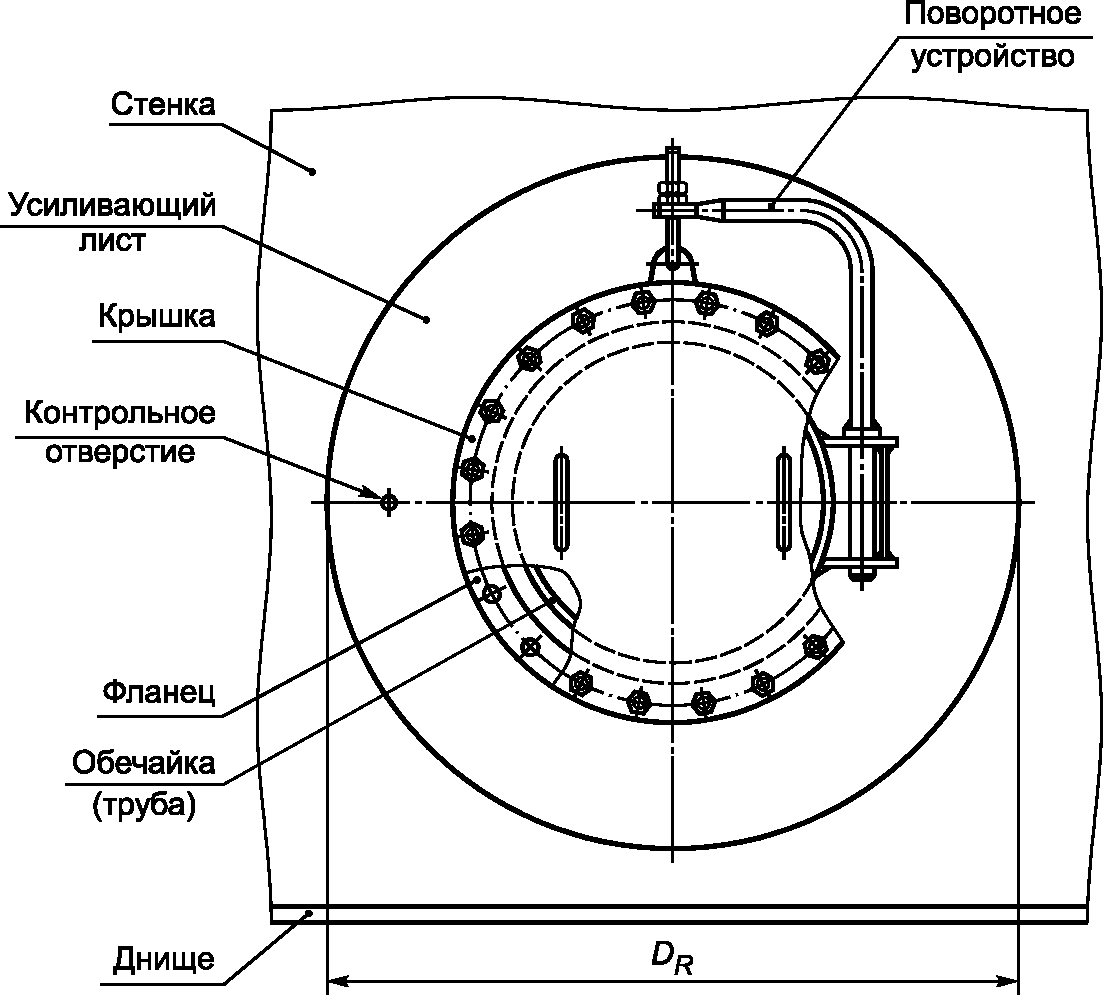 Поворотное
устройство
Стенка
Усиливающий
лист
Крышка
Контрольное
отверстие
Фланец
Обечайка
(труба)
Днище
D_R